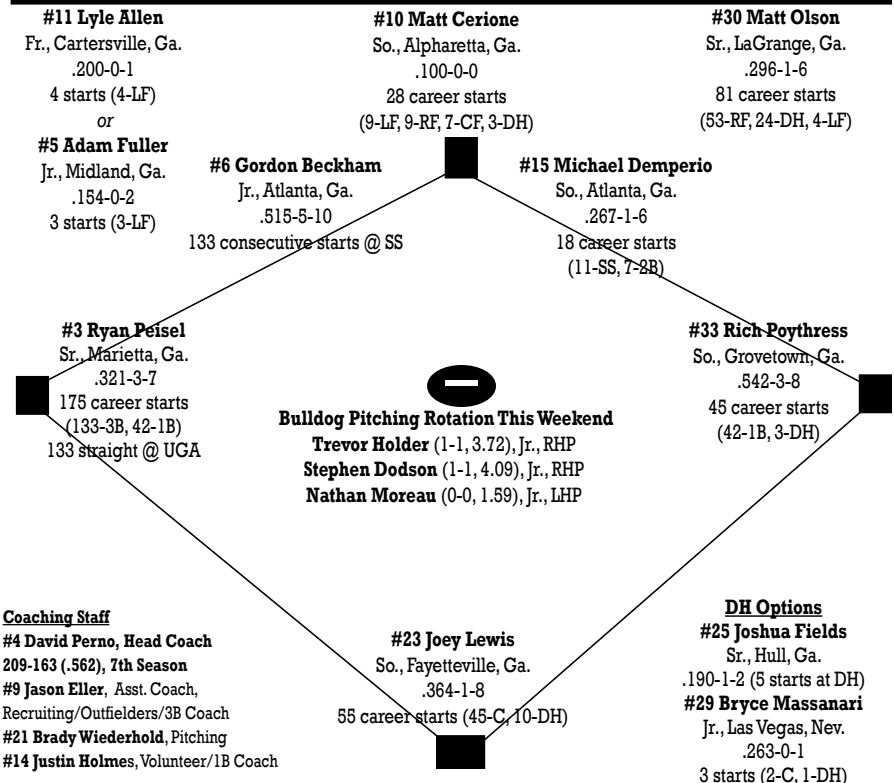 #11 Lyle Allen
Fr., Cartersville, Ga.
.200-0-1
4 starts (4-LF)
or
#5 Adam Fuller
Jr., Midland, Ga.
.154-0-2
3 starts (3-LF)
#10 Matt Cerione
So., Alpharetta, Ga.
.100-0-0
28 career starts
(9-LF, 9-RF, 7-CF, 3-DH)
#30 Matt Olson
Sr., LaGrange, Ga.
.296-1-6
81 career starts
(53-RF, 24-DH, 4-LF)
#6 Gordon Beckham
Jr., Atlanta, Ga.
.515-5-10
133 consecutive starts @ SS
#15 Michael Demperio
So., Atlanta, Ga.
.267-1-6
18 career starts
(11-SS, 7-2B)
#3 Ryan Peisel
Sr., Marietta, Ga.
.321-3-7
175 career starts
(133-3B, 42-1B)
133 straight @ UGA
#33 Rich Poythress
So., Grovetown, Ga.
.542-3-8
45 career starts
(42-1B, 3-DH)
Bulldog Pitching Rotation This Weekend
Trevor Holder (1-1, 3.72), Jr., RHP
Stephen Dodson (1-1, 4.09), Jr., RHP
Nathan Moreau (0-0, 1.59), Jr., LHP
Coaching Staff
#4 David Perno, Head Coach
209-163 (.562), 7th Season
#9 Jason Eller, Asst. Coach,
Recruiting/Outfielders/3B Coach
#21 Brady Wiederhold, Pitching
#14 Justin Holmes, Volunteer/1B Coach
#23 Joey Lewis
So., Fayetteville, Ga.
.364-1-8
55 career starts (45-C, 10-DH)
DH Options
#25 Joshua Fields
Sr., Hull, Ga.
.190-1-2 (5 starts at DH)
#29 Bryce Massanari
Jr., Las Vegas, Nev.
.263-0-1
3 starts (2-C, 1-DH)